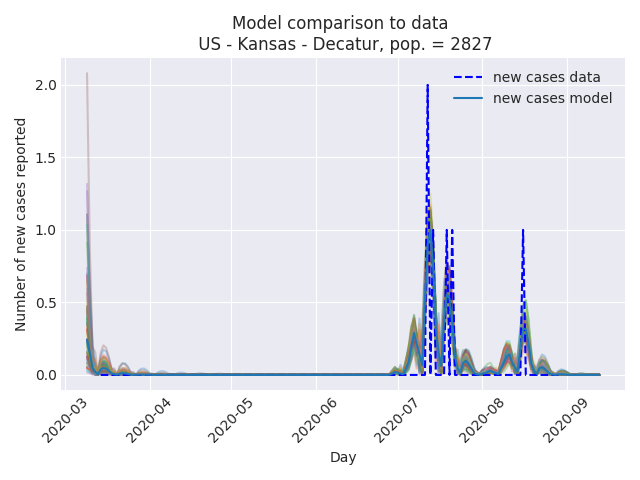 Model comparison to data
US - Kansas - Decatur, pop. = 2827
new cases data
new cases model
Number of new cases reported
2.0
1.5
1.0
0.5
0.0
2020-03
2020-04
2020-05
2020-06
2020-07
2020-08
2020-09
Day